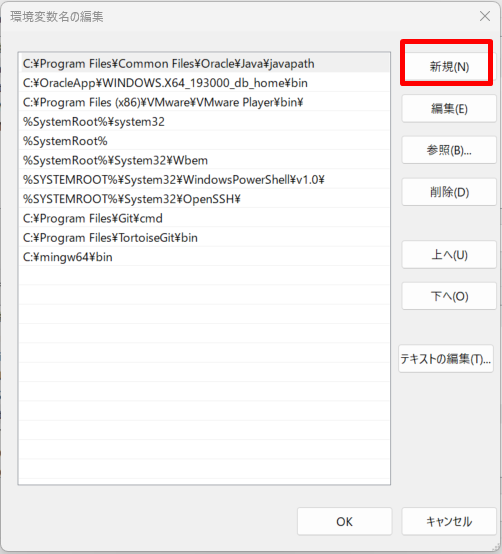 環境変数名の編集
C:¥Program Files¥Common Files¥Oracle¥Java¥javapath
C:¥OracleApp¥WINDOWS.X64_193000_db_home¥bin
C:¥Program Files (x86)¥VMware¥VMware Player¥bin¥
%SystemRoot%¥system32
%SystemRoot%
%SystemRoot%¥System32¥Wbem
%SYSTEMROOT%¥System32¥WindowsPowerShell¥v1.0¥
%SYSTEMROOT%¥System32¥OpenSSH¥
C:¥Program Files¥Git¥cmd
C:¥Program Files¥TortoiseGit¥bin
C:¥mingw64¥bin
新規(N)
編集(E)
参照(B)...
削除(D)
上へ(U)
下へ(O)
テキストの編集(T)...
OK
キャンセル